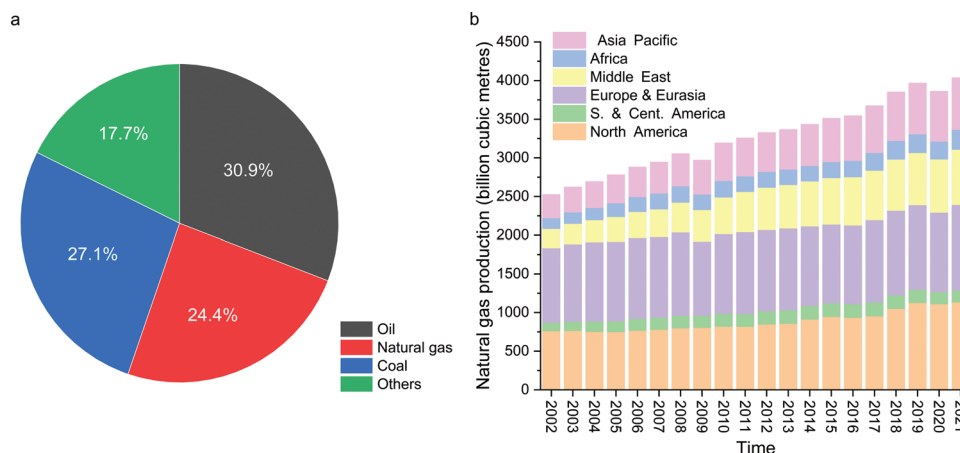 a
17.7%
30.9%
27.1%
24.4%
Oil
Natural gas
Coal
Others
b
Natural gas production (billion cubic metres)
4500
4000
3500
3000
2500
2000
1500
1000
500
0
Asia Pacific
Africa
Middle East
Europe & Eurasia
S. & Cent. America
North America
2002
2003
2004
2005
2006
2007
2008
2009
2010
2011
2012
2013
2014
2015
2016
2017
2018
2019
2020
2021
Time